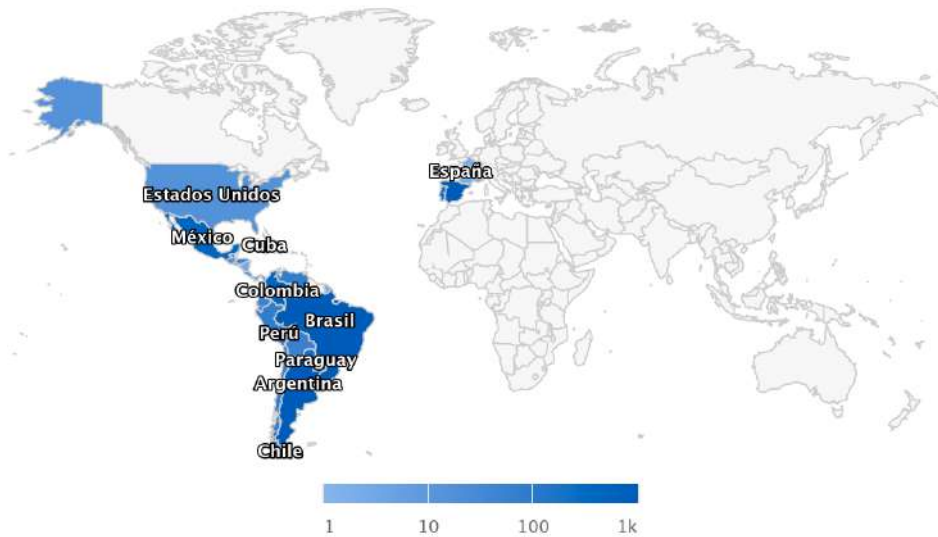 España
Estados Unidos
México
Cuba
Colombia
Brasil
Perú
Paraguay
Argentina
Chile
1 10 100 1k